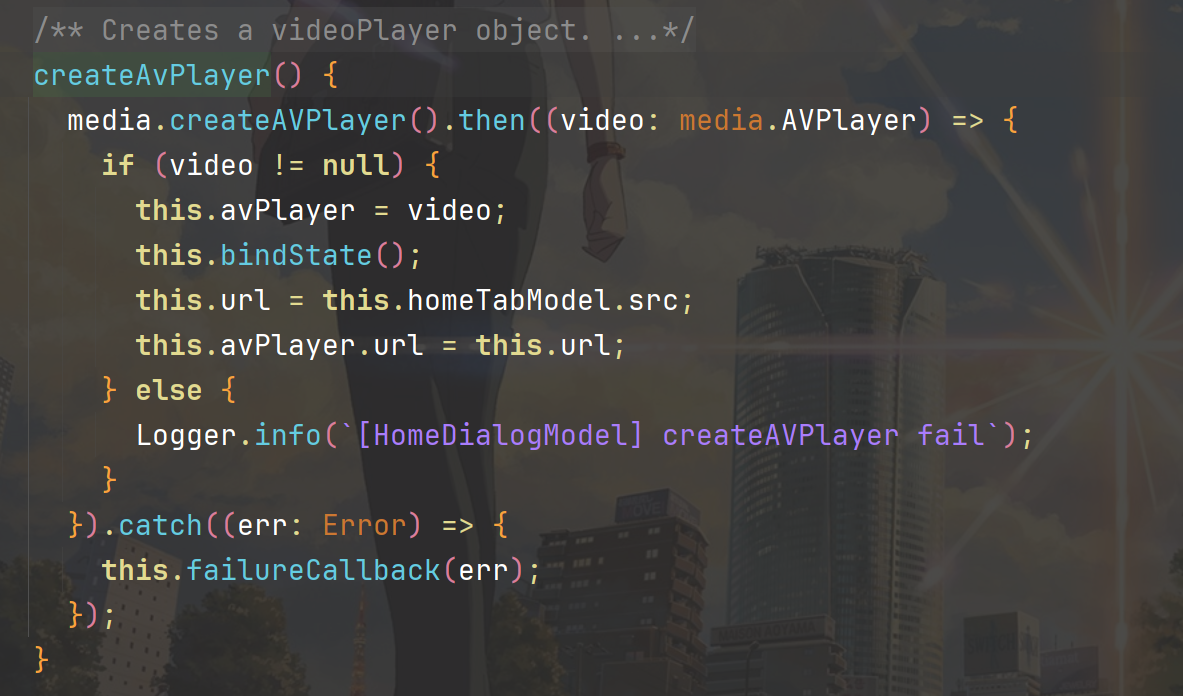 /** Creates a videoPlayer object. ...*/
createAvPlayer() {
  media.createAVPlayer().then((video: media.AVPlayer) => {
    if (video != null) {
      this.avPlayer = video;
      this.bindState();
      this.url = this.homeTabModel.src;
      this.avPlayer.url = this.url;
    } else {
      Logger.info(`[HomeDialogModel] createAVPlayer fail`);
    }
  }).catch((err: Error) => {
    this.failureCallback(err);
  });
}